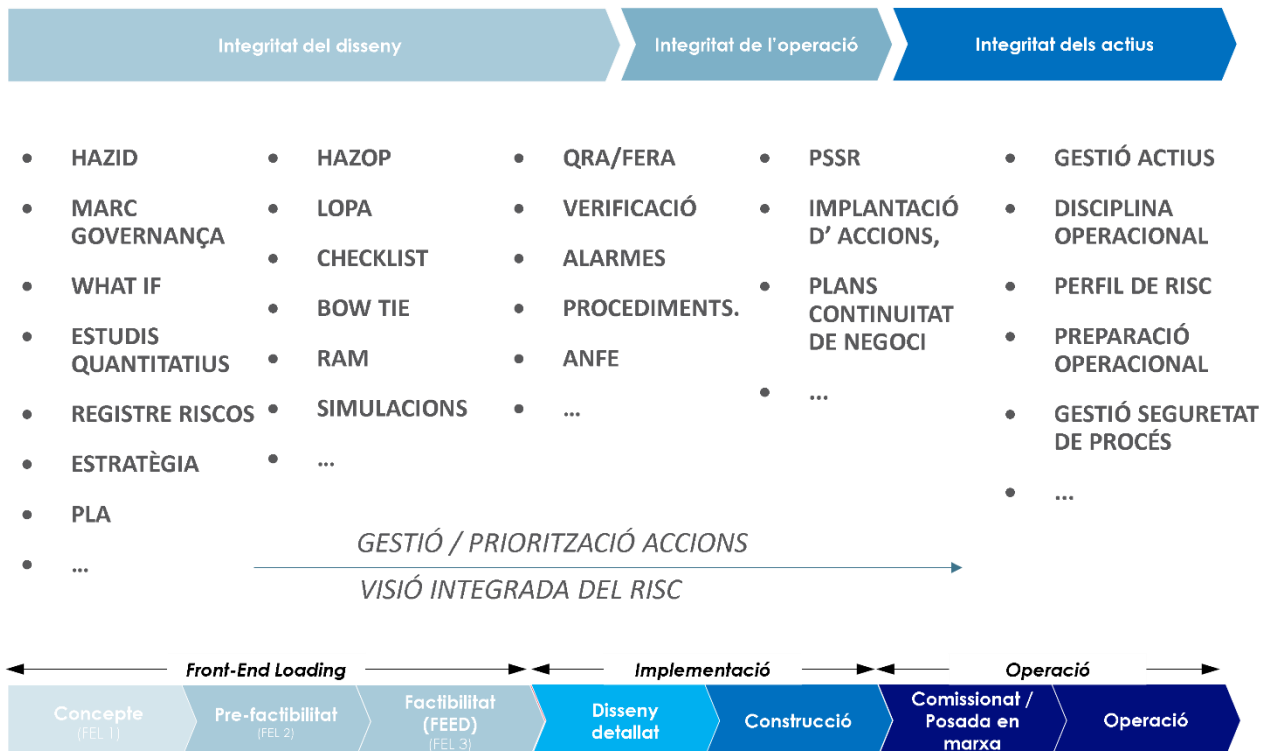 Integritat del disseny
Integritat de l'operació
Integritat dels actius
• HAZID
• MARC
GOVERNANÇA
• WHAT IF
• ESTUDIS
QUANTITATIUS
• REGISTRE RISCOS
• ESTRATÈGIA
• PLA
• ...
• HAZOP
• LOPA
• CHECKLIST
• BOW TIE
• RAM
• SIMULACIONS
• ...
• QRA/FERA
• VERIFICACIÓ
• ALARMES
• PROCEDIMENTS.
• ANFE
• ...
• PSSR
• IMPLANTACIÓ
D' ACCIONS,
• PLANS
CONTINUITAT
DE NEGOCI
• ...
• GESTIÓ ACTIUS
• DISCIPLINA
OPERACIONAL
• PERFIL DE RISC
• PREPARACIÓ
OPERACIONAL
• GESTIÓ SEGURETAT
DE PROCÉS
• ...
GESTIÓ / PRIORITZACIÓ ACCIONS
VISIÓ INTEGRADA DEL RISC
Front-End Loading
Implementació
Operació
Concepte
(FEL 1)
Pre-factibilitat
(FEL 2)
Factibilitat
(FEED)
(FEL 3)
Disseny
detallat
Construcció
Comissionat /
Posada en
marxa
Operació